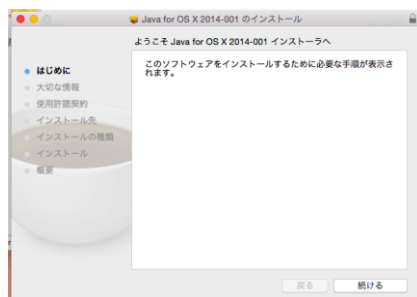 Java for OS X 2014-001 のインストール
ようこそ Java for OS X 2014-001 インストーラへ
はじめに
大切な情報
使用許諾契約
インストール先
インストールの種類
インストール
概要
このソフトウェアをインストールするために必要な手順が表示さ
れます。
戻る
続ける